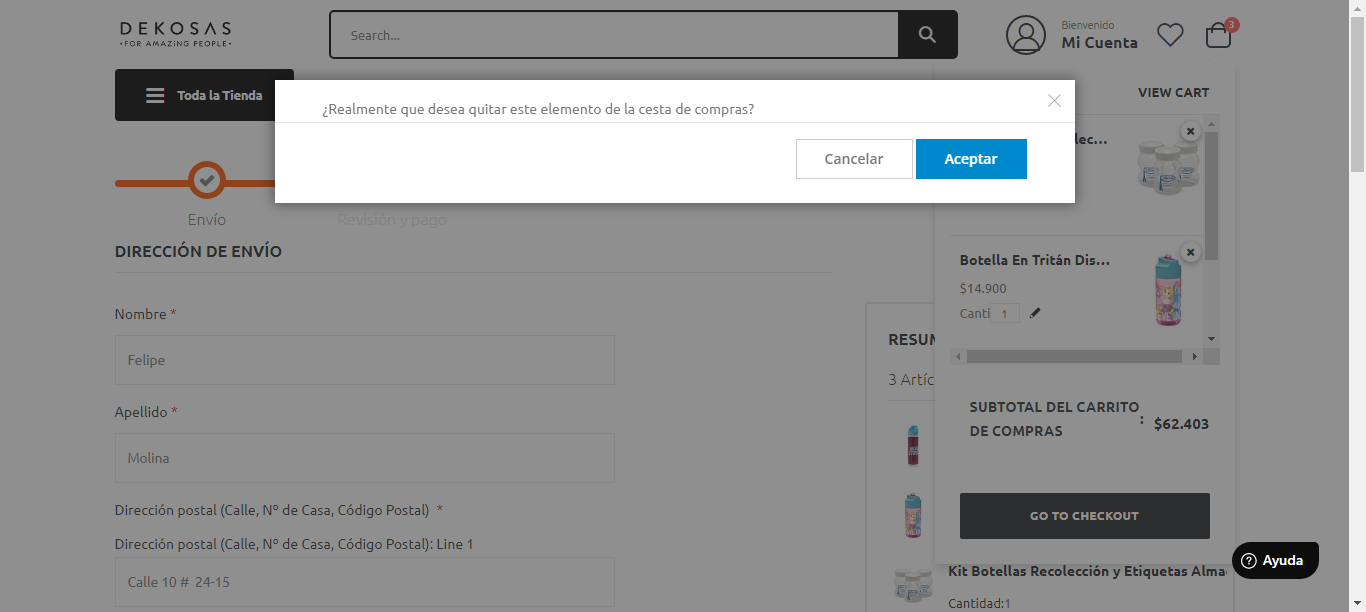 DEKOSAS
•FOR AMAZING PEOPLE•
Search...
Bienvenido
Mi Cuenta
3
Toda la Tienda
VIEW CART
¿Realmente que desea quitar este elemento de la cesta de compras?
Cancelar
Aceptar
lec...
Envío
Revisión y pago
DIRECCIÓN DE ENVÍO
Botella En Tritán Dis...
$14.900
Canti
1
Nombre *
Felipe
RESUM
3 Artíc
Apellido *
Molina
SUBTOTAL DEL CARRITO
DE COMPRAS
:
$62.403
Dirección postal (Calle, Nº de Casa, Código Postal) *
Dirección postal (Calle, Nº de Casa, Código Postal): Line 1
Calle 10 # 24-15
GO TO CHECKOUT
Ayuda
Kit Botellas Recolección y Etiquetas Alma
Cantidad:1